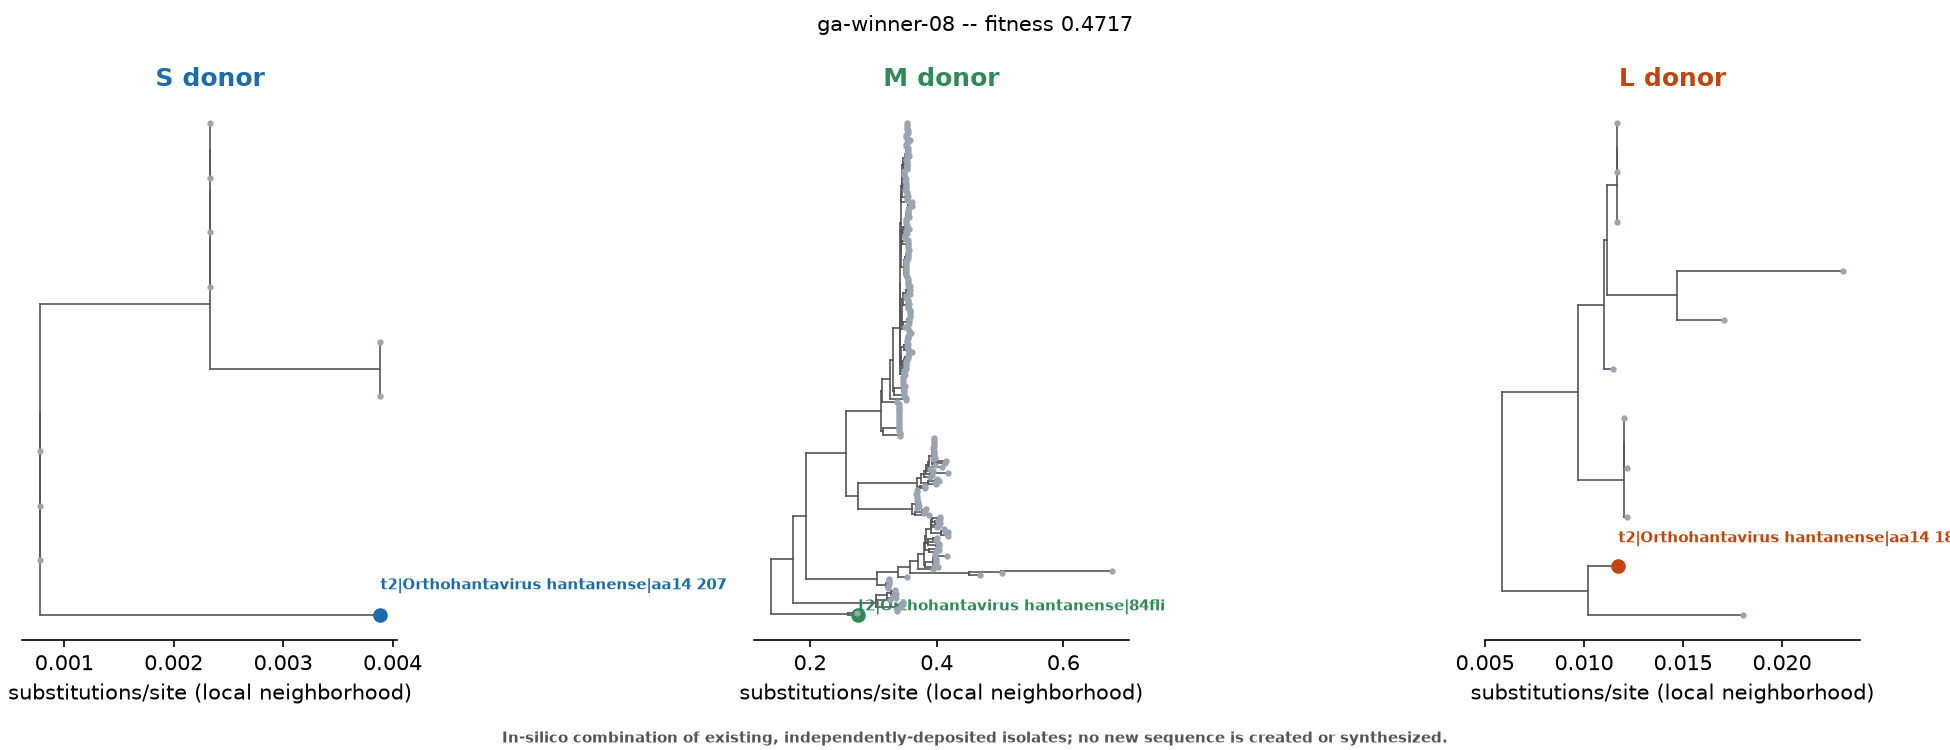 ga-winner-08 -- fitness 0.4717
S donor
M donor
L donor
t2|Orthohantavirus hantanense|aa14 207
t2|Orthohantavirus hantanense|84fli
t2|Orthohantavirus hantanense|aa14 18
0.001 0.002 0.003 0.004
0.2 0.4 0.6
0.005 0.010 0.015 0.020
substitutions/site (local neighborhood)
substitutions/site (local neighborhood)
substitutions/site (local neighborhood)
In-silico combination of existing, independently-deposited isolates; no new sequence is created or synthesized.